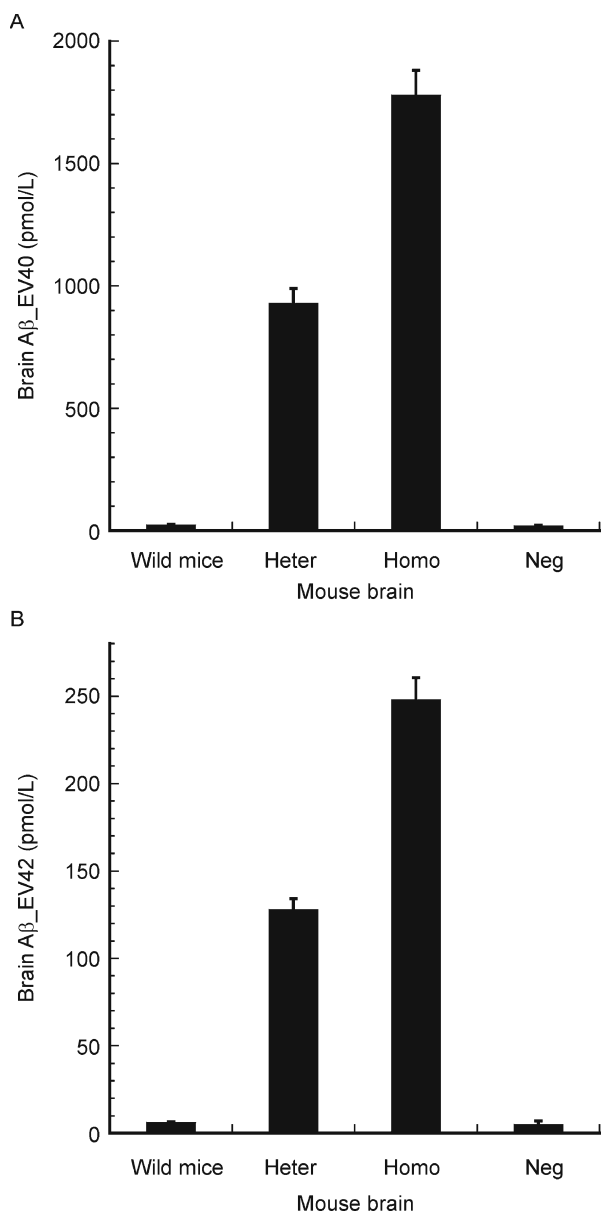 A
2000
1500
1000
500
0
Brain Aβ_EV40 (pmol/L)
Wild mice Heter Homo Neg
Mouse brain
B
250
200
150
100
50
0
Brain Aβ_EV42 (pmol/L)
Wild mice Heter Homo Neg
Mouse brain